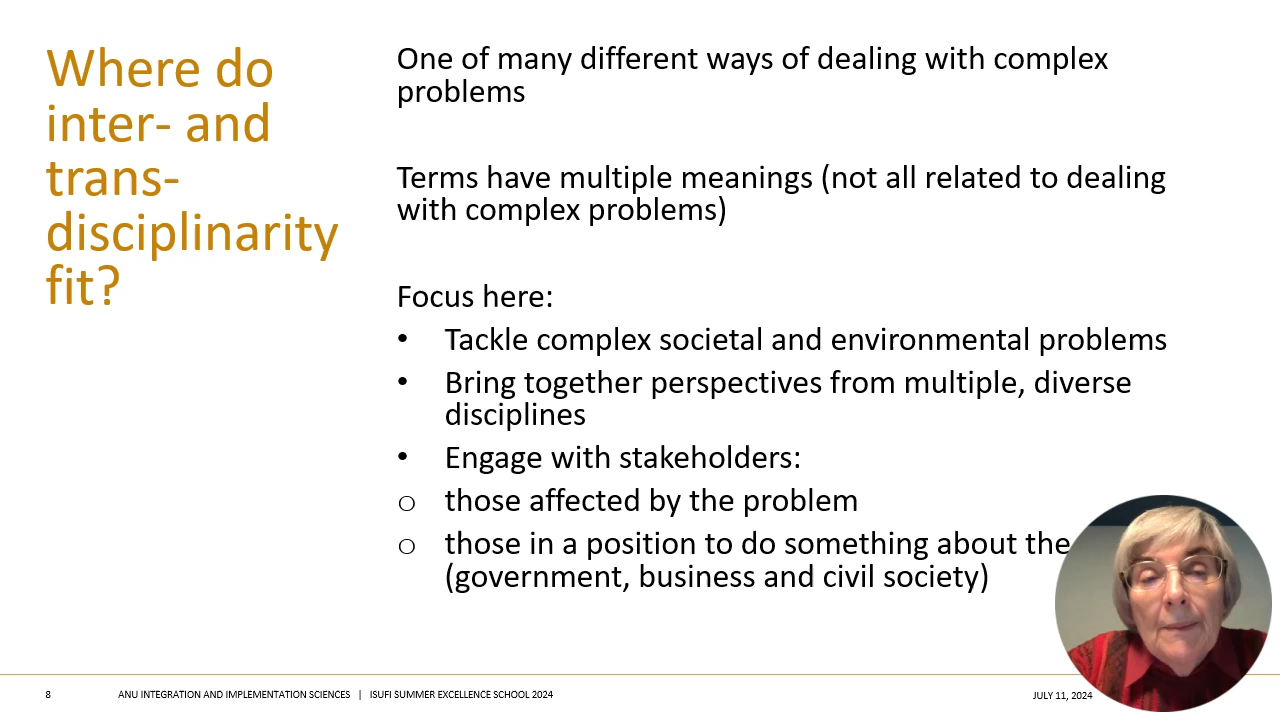 Where do
inter- and
trans-
disciplinarity
fit?
One of many different ways of dealing with complex
problems
Terms have multiple meanings (not all related to dealing
with complex problems)
Focus here:
• Tackle complex societal and environmental problems
• Bring together perspectives from multiple, diverse
disciplines
• Engage with stakeholders:
o those affected by the problem
o those in a position to do something about the
(government, business and civil society)
8 ANU INTEGRATION AND IMPLEMENTATION SCIENCES | ISUFI SUMMER EXCELLENCE SCHOOL 2024 JULY 11, 2024